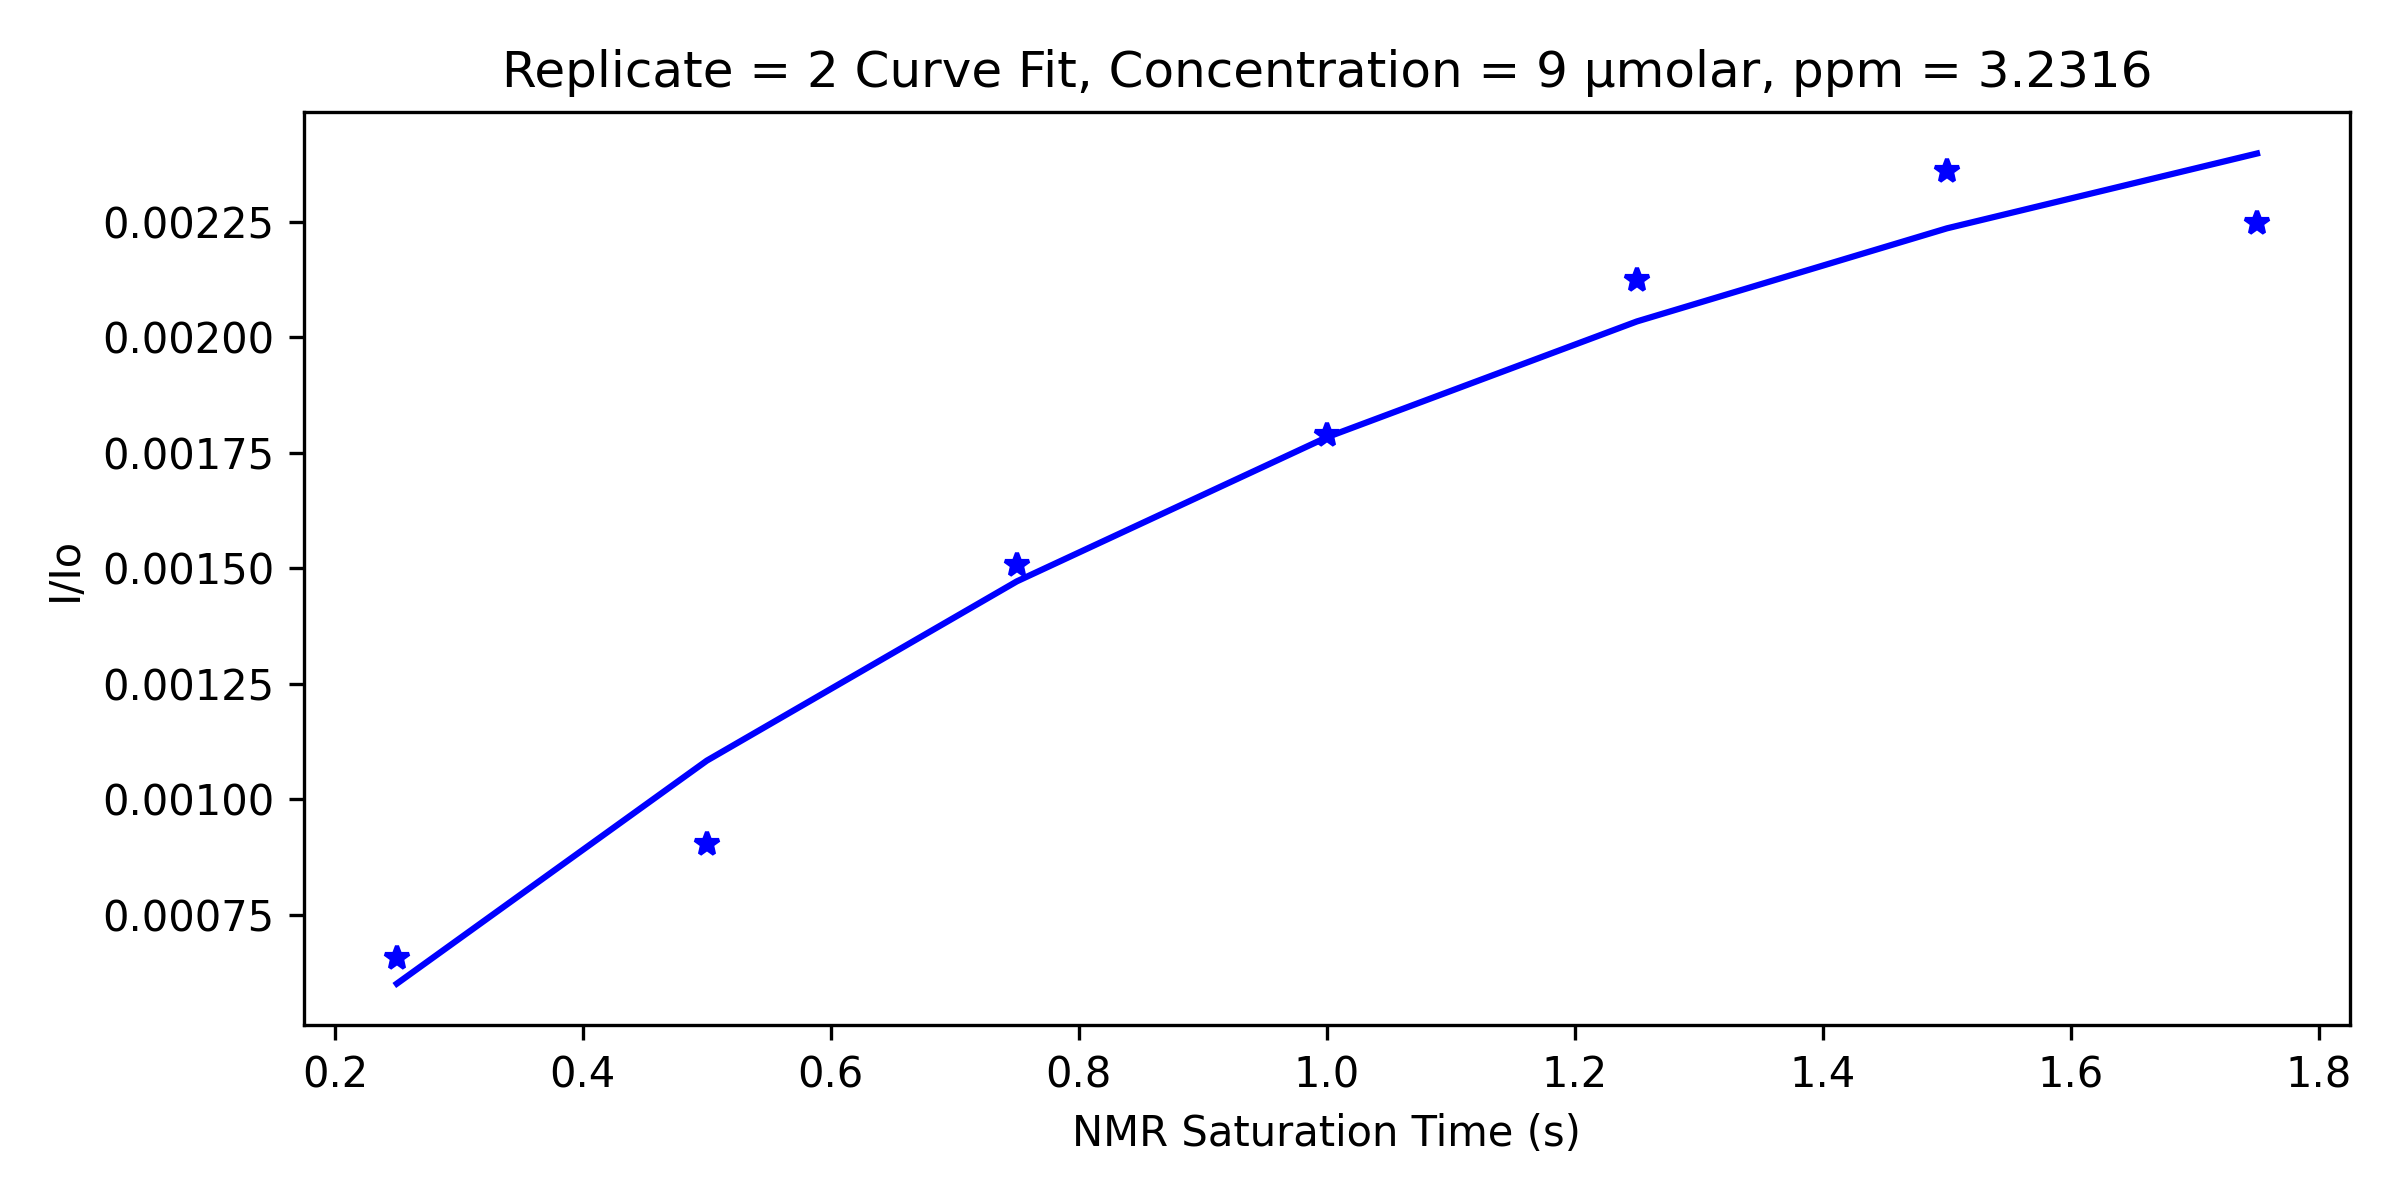 Replicate = 2 Curve Fit, Concentration = 9 μmolar, ppm = 3.2316
0.00225
0.00200
0.00175
0.00150
0.00125
0.00100
0.00075
I/Io
0.2 0.4 0.6 0.8 1.0 1.2 1.4 1.6 1.8
NMR Saturation Time (s)